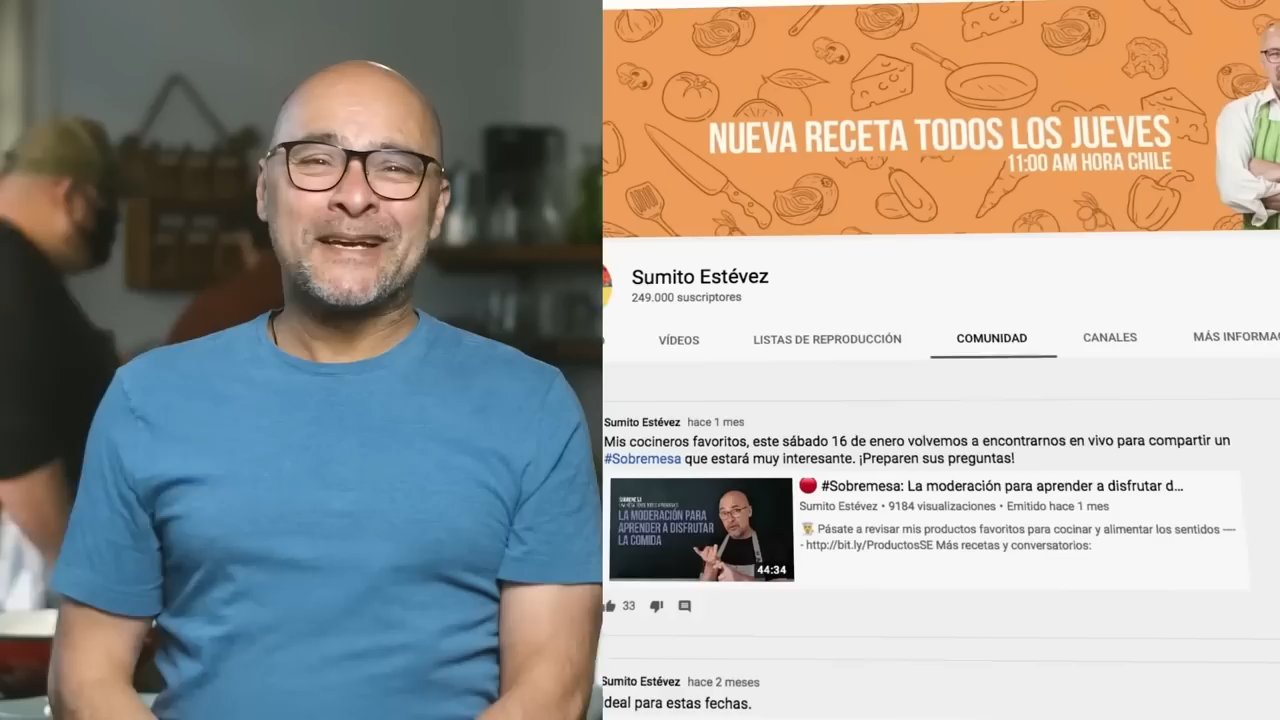 NUEVA RECETA TODOS LOS JUEVES
11:00 AM HORA CHILE
Sumito Estévez
249.000 suscriptores
VÍDEOS
LISTAS DE REPRODUCCIÓN
COMUNIDAD
CANALES
MÁS INFORMA
Sumito Estévez hace 1 mes
Mis cocineros favoritos, este sábado 16 de enero volvemos a encontrarnos en vivo para compartir un
#Sobremesa que estará muy interesante. ¡Preparen sus preguntas!
LA MODERACIÓN PARA
APRENDER A DISFRUTAR
LA COMIDA
44:34
#Sobremesa: La moderación para aprender a disfrutar d...
Sumito Estévez • 9184 visualizaciones • Emitido hace 1 mes
Pásate a revisar mis productos favoritos para cocinar y alimentar los sentidos —
- http://bit.ly/ProductosSE Más recetas y conversatorios:
33
Sumito Estévez hace 2 meses
deal para estas fechas.